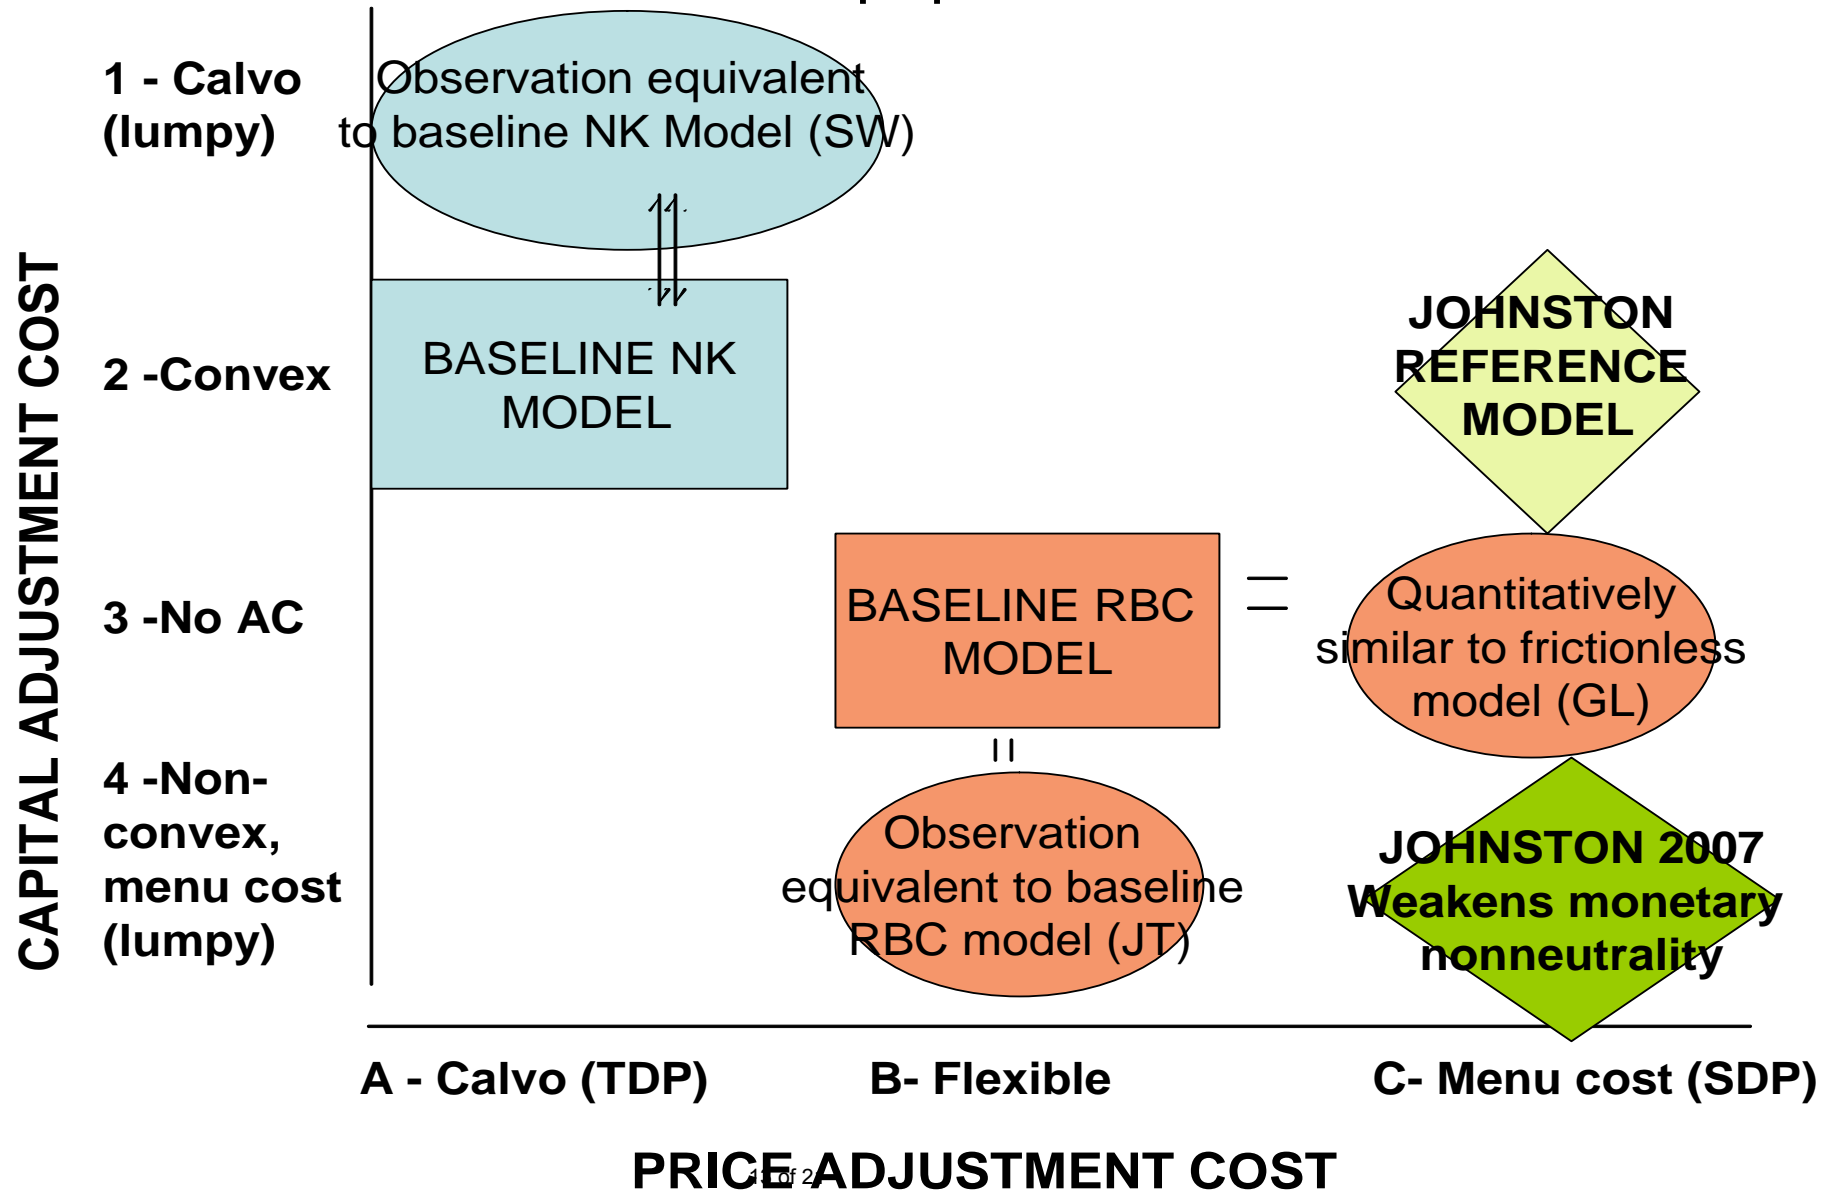 1 - Calvo
(lumpy)
Observation equivalent
to baseline NK Model (SW)
CAPITAL ADJUSTMENT COST
2 -Convex
BASELINE NK
MODEL
JOHNSTON
REFERENCE
MODEL
3 -No AC
BASELINE RBC
MODEL
=
Quantitatively
similar to frictionless
model (GL)
4 -Non-
convex,
menu cost
(lumpy)
=
Observation
equivalent to baseline
RBC model (JT)
JOHNSTON 2007
Weakens monetary
nonneutrality
A - Calvo (TDP)
B- Flexible
C- Menu cost (SDP)
PRICE ADJUSTMENT COST